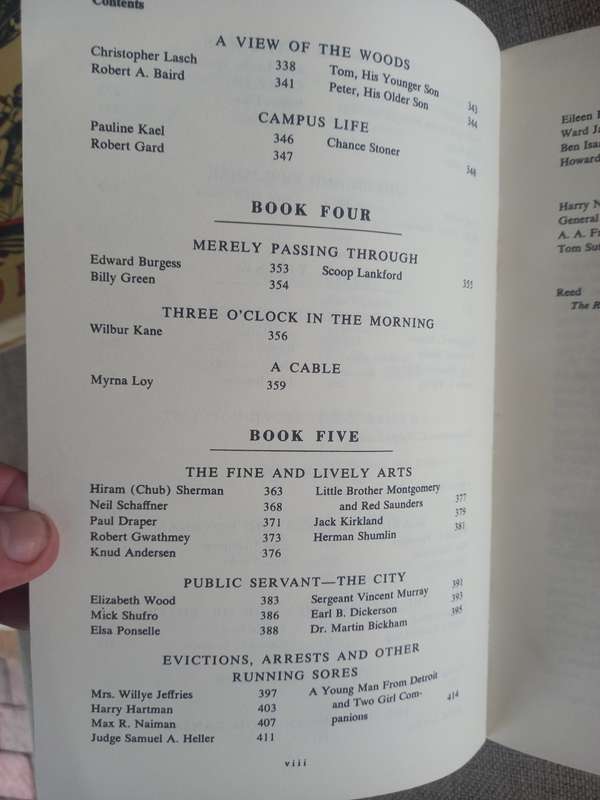 Contents
A VIEW OF THE WOODS
Christopher Lasch 338 Tom, His Younger Son 343
Robert A. Baird 341 Peter, His Older Son 344
CAMPUS LIFE
Pauline Kael 346 Chance Stoner 348
Robert Gard 347
BOOK FOUR
MERELY PASSING THROUGH
Edward Burgess 353 Scoop Lankford 355
Billy Green 354
THREE O'CLOCK IN THE MORNING
Wilbur Kane 356
A CABLE
Myrna Loy 359
BOOK FIVE
THE FINE AND LIVELY ARTS
Hiram (Chub) Sherman 363 Little Brother Montgomery
Neil Schaffner 368 and Red Saunders 377
Paul Draper 371 Jack Kirkland 379
Robert Gwathmey 373 Herman Shumlin 381
Knud Andersen 376
PUBLIC SERVANT—THE CITY
Elizabeth Wood 383 Sergeant Vincent Murray 391
Mick Shufro 386 Earl B. Dickerson 393
Elsa Ponselle 388 Dr. Martin Bickham 395
EVICTIONS, ARRESTS AND OTHER
RUNNING SORES
Mrs. Willye Jeffries 397 A Young Man From Detroit
Harry Hartman 403 and Two Girl Com-
Max R. Naiman 407 panions 414
Judge Samuel A. Heller 411
viii
Eileen
Ward
Ben
Howard
Harry
General
A. A.
Tom
Reed
The